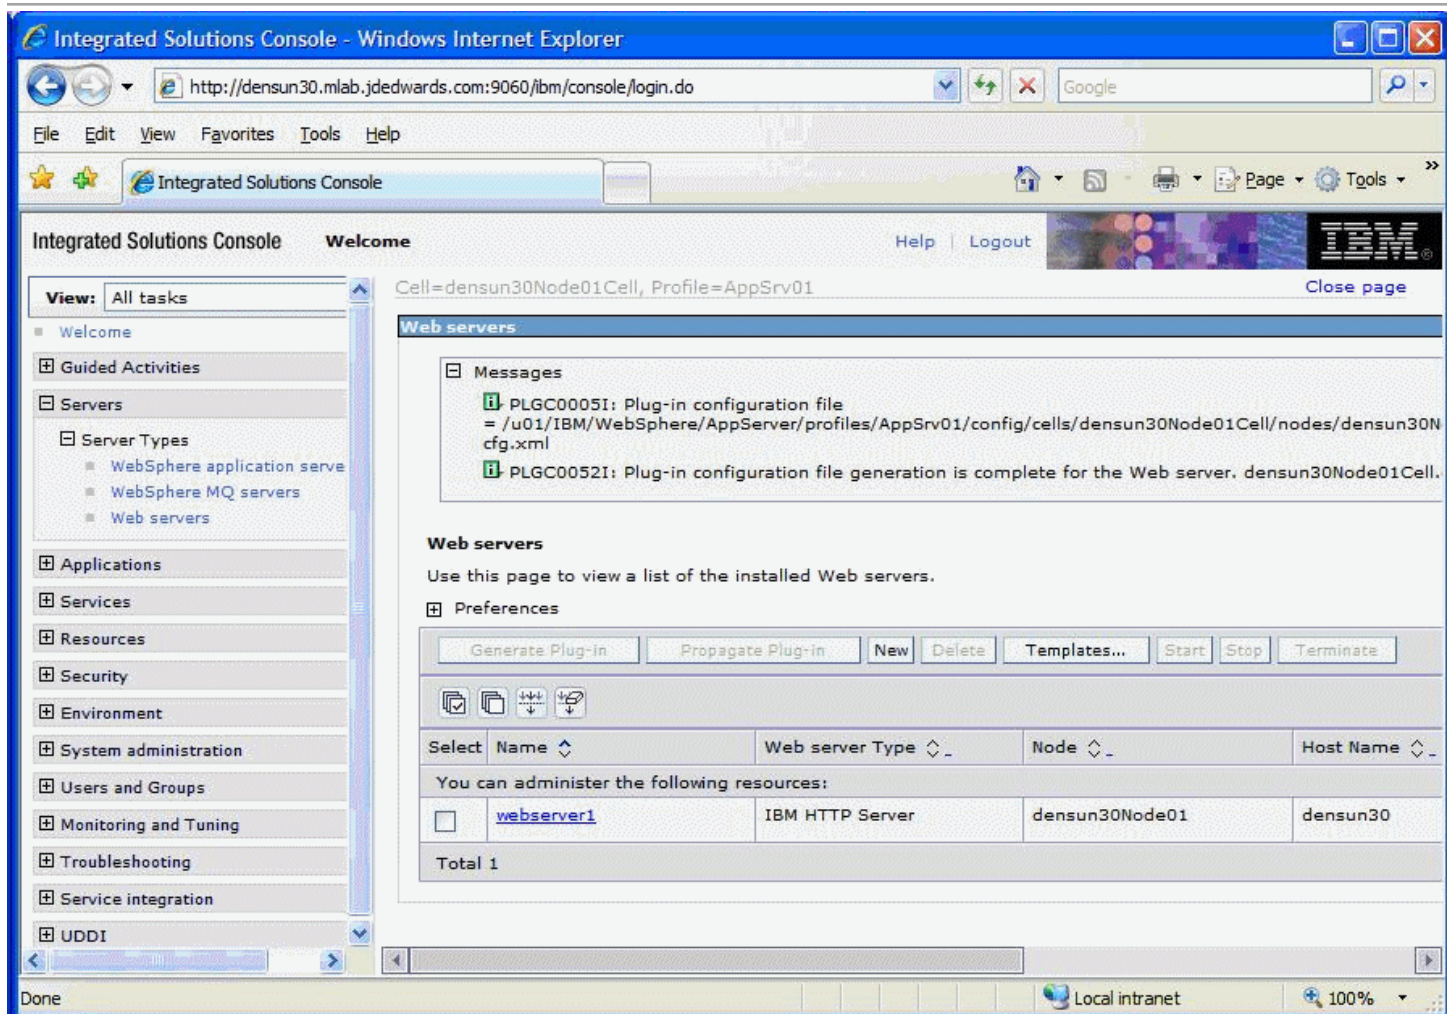 Integrated Solutions Console - Windows Internet Explorer
http://densun30.mlab.jdedwards.com:9060/ibm/console/login.do
Google
File Edit View Favorites Tools Help
Integrated Solutions Console
Page Tools »
Integrated Solutions Console Welcome Help | Logout IBM®
View: All tasks
Welcome
Guided Activities
Servers
Server Types
WebSphere application serve
WebSphere MQ servers
Web servers
Applications
Services
Resources
Security
Environment
System administration
Users and Groups
Monitoring and Tuning
Troubleshooting
Service integration
UDDI
Cell=densun30Node01Cell, Profile=AppSrv01 Close page
Web servers
Messages
PLGC0005I: Plug-in configuration file
= /u01/IBM/WebSphere/AppServer/profiles/AppSrv01/config/cells/densun30Node01Cell/nodes/densun30N
cfg.xml
PLGC0052I: Plug-in configuration file generation is complete for the Web server. densun30Node01Cell.
Web servers
Use this page to view a list of the installed Web servers.
Preferences
Generate Plug-in Propagate Plug-in New Delete Templates... Start Stop Terminate
Select Name Web server Type Node Host Name
You can administer the following resources:
webserver1 IBM HTTP Server densun30Node01 densun30
Total 1
Done Local intranet 100%